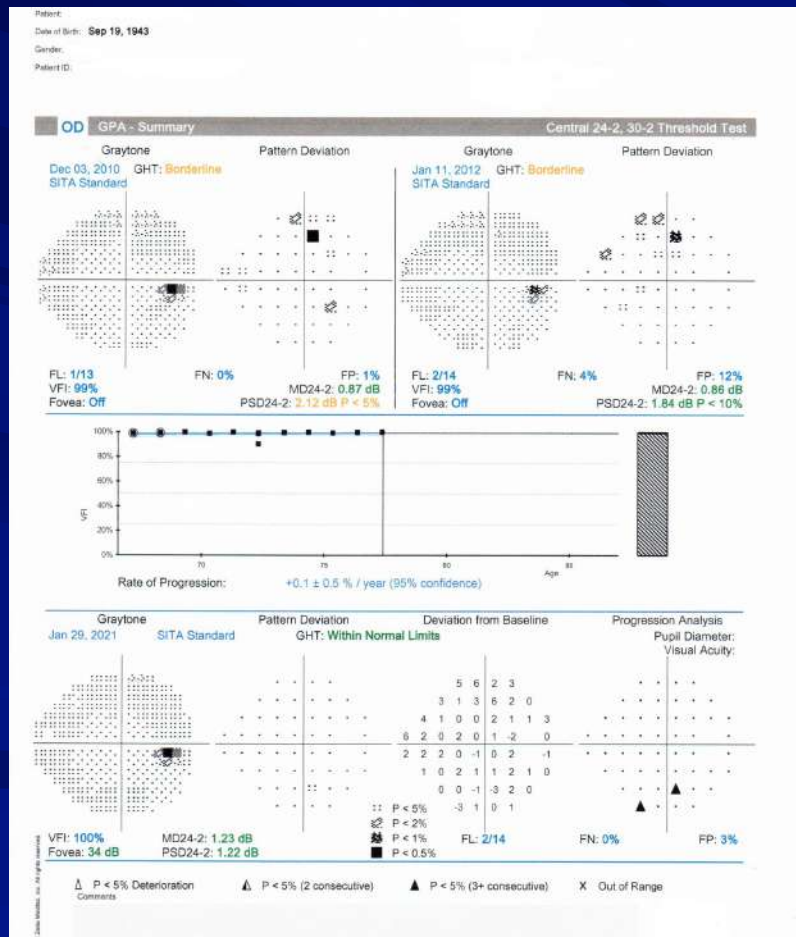 Patient:
Date of Birth: Sep 19, 1943
Gender:
Patient ID:
OD GPA - Summary Central 24-2, 30-2 Threshold Test
Graytone Pattern Deviation Graytone Pattern Deviation
Dec 03, 2010 GHT: Borderline Jan 11, 2012 GHT: Borderline
SITA Standard SITA Standard
FL: 1/13 FN: 0% FP: 1% FL: 2/14 FN: 4% FP: 12%
VFI: 99% MD24-2: 0.87 dB VFI: 99% MD24-2: 0.86 dB
Fovea: Off PSD24-2: 2.12 dB P < 5% Fovea: Off PSD24-2: 1.84 dB P < 10%
100%
80%
60%
VFI
40%
20%
0%
70 75 80 85
Age
Rate of Progression: +0.1 ± 0.5 % / year (95% confidence)
Graytone Pattern Deviation Deviation from Baseline Progression Analysis
Jan 29, 2021 SITA Standard GHT: Within Normal Limits Pupil Diameter:
Visual Acuity:
5 6 2 3
3 1 3 6 2 0
4 1 0 0 2 1 1 3
6 2 0 2 0 1 -2 0
2 2 2 0 -1 0 2 -1
1 0 2 1 1 2 1 0
0 0 -1 -3 2 0
-3 1 0 1
P < 5%
P < 2%
P < 1%
P < 0.5%
VFI: 100% MD24-2: 1.23 dB FL: 2/14 FN: 0% FP: 3%
Fovea: 34 dB PSD24-2: 1.22 dB
P < 5% Deterioration P < 5% (2 consecutive) P < 5% (3+ consecutive) X Out of Range
Comments
All rights reserved.